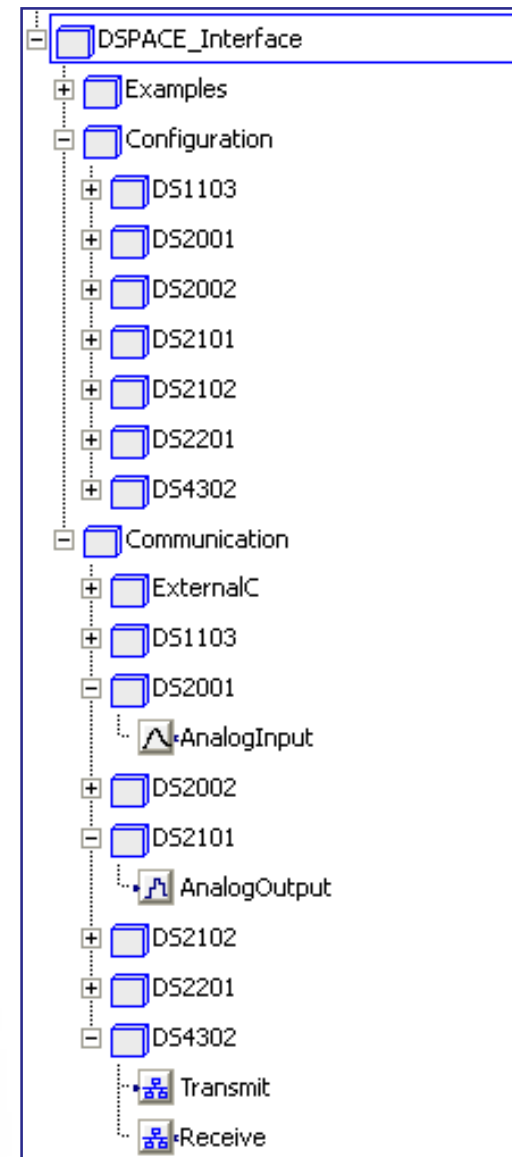 DSPACE_Interface
Examples
Configuration
DS1103
DS2001
DS2002
DS2101
DS2102
DS2201
DS4302
Communication
ExternalC
DS1103
DS2001
AnalogInput
DS2002
DS2101
AnalogOutput
DS2102
DS2201
DS4302
Transmit
Receive